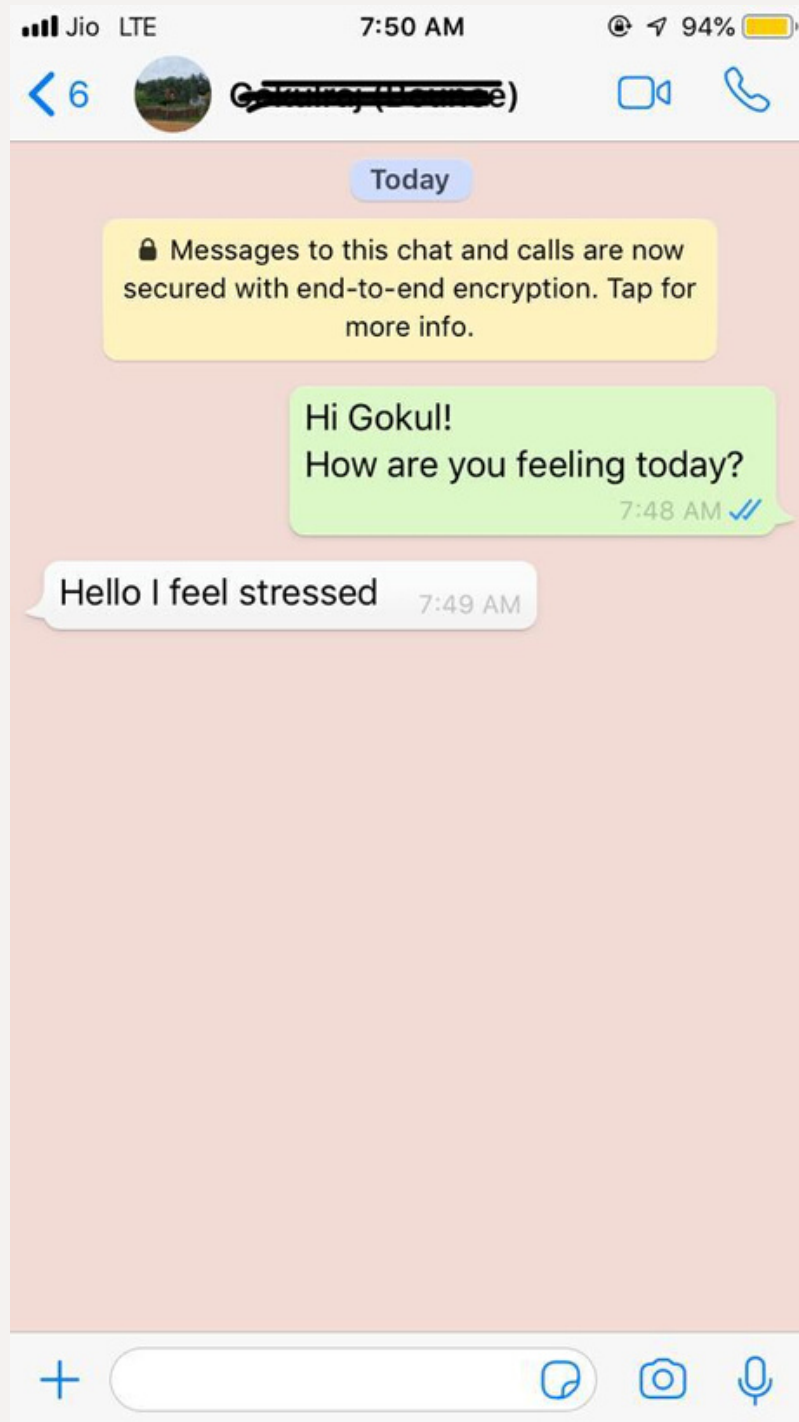 Jio LTE 7:50 AM 94%
6
Today
Messages to this chat and calls are now
secured with end-to-end encryption. Tap for
more info.
Hi Gokul!
How are you feeling today?
7:48 AM
Hello I feel stressed 7:49 AM